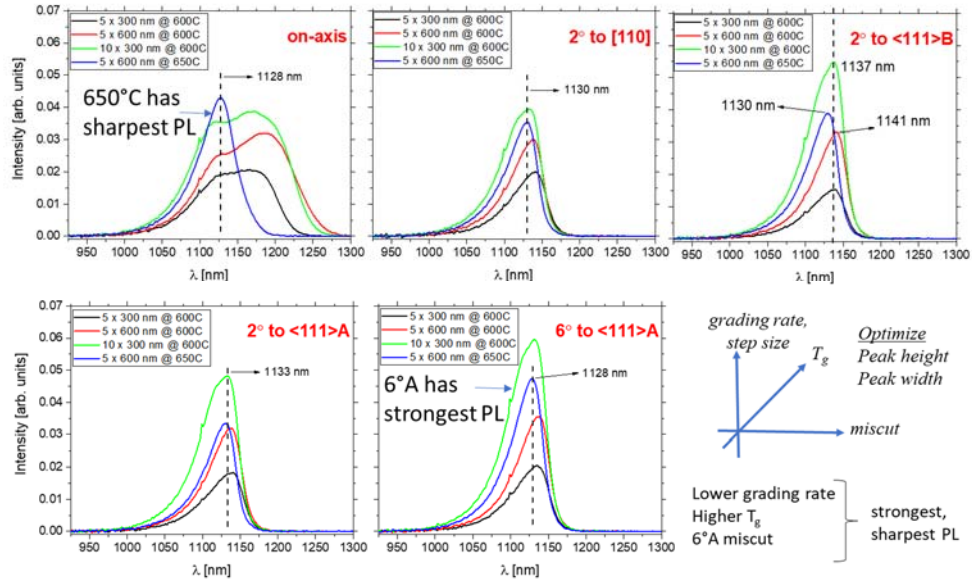 5 x 300 nm @ 600C
5 x 600 nm @ 600C
10 x 300 nm @ 600C
5 x 600 nm @ 650C
on-axis
1128 nm
650°C has
sharpest PL
0.07
0.06
0.05
0.04
0.03
0.02
0.01
0.00
Intensity [arb. units]
950 1000 1050 1100 1150 1200 1250 1300
λ [nm]
5 x 300 nm @ 600C
5 x 600 nm @ 600C
10 x 300 nm @ 600C
5 x 600 nm @ 650C
2° to [110]
1130 nm
950 1000 1050 1100 1150 1200 1250 1300
λ [nm]
5 x 300 nm @ 600C
5 x 600 nm @ 600C
10 x 300 nm @ 600C
5 x 600 nm @ 650C
2° to <111>B
1137 nm
1130 nm
1141 nm
950 1000 1050 1100 1150 1200 1250 1300
λ [nm]
5 x 300 nm @ 600C
5 x 600 nm @ 600C
10 x 300 nm @ 600C
5 x 600 nm @ 650C
2° to <111>A
1133 nm
0.07
0.06
0.05
0.04
0.03
0.02
0.01
0.00
Intensity [arb. units]
950 1000 1050 1100 1150 1200 1250 1300
λ [nm]
5 x 300 nm @ 600C
5 x 600 nm @ 600C
10 x 300 nm @ 600C
5 x 600 nm @ 650C
6° to <111>A
1128 nm
6°A has
strongest PL
950 1000 1050 1100 1150 1200 1250 1300
λ [nm]
grading rate,
step size
Tg
Optimize
Peak height
Peak width
miscut
Lower grading rate
Higher Tg
6°A miscut
strongest,
sharpest PL